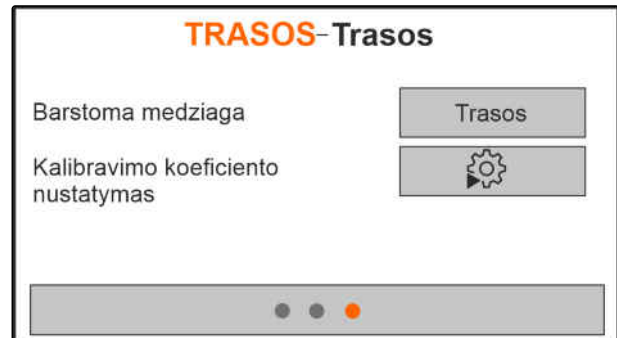 TRASOS-Trasos
Barstoma medziaga
Trasos
Kalibravimo koeficiento
nustatymas